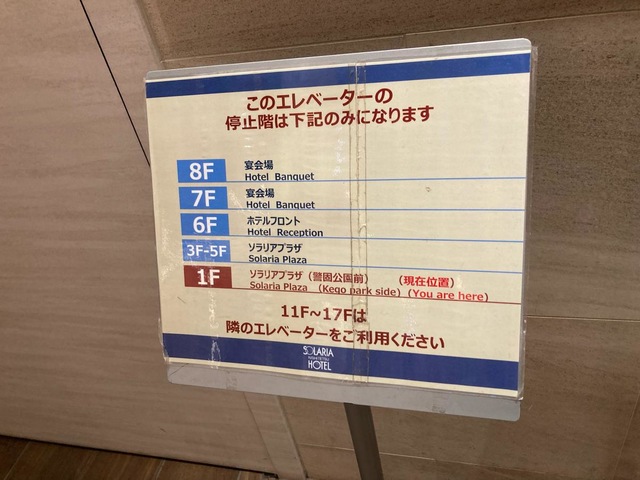 このエレベーターの
停止階は下記のみになります
8F 宴会場
Hotel Banquet
7F 宴会場
Hotel Banquet
6F ホテルフロント
Hotel Reception
3F-5F ソラリアプラザ
Solaria Plaza
1F ソラリアプラザ（警固公園前） （現在位置）
Solaria Plaza （Kego park side）（You are here）
11F～17Fは
隣のエレベーターをご利用ください
SOLARIA
NISHITETSU
HOTEL